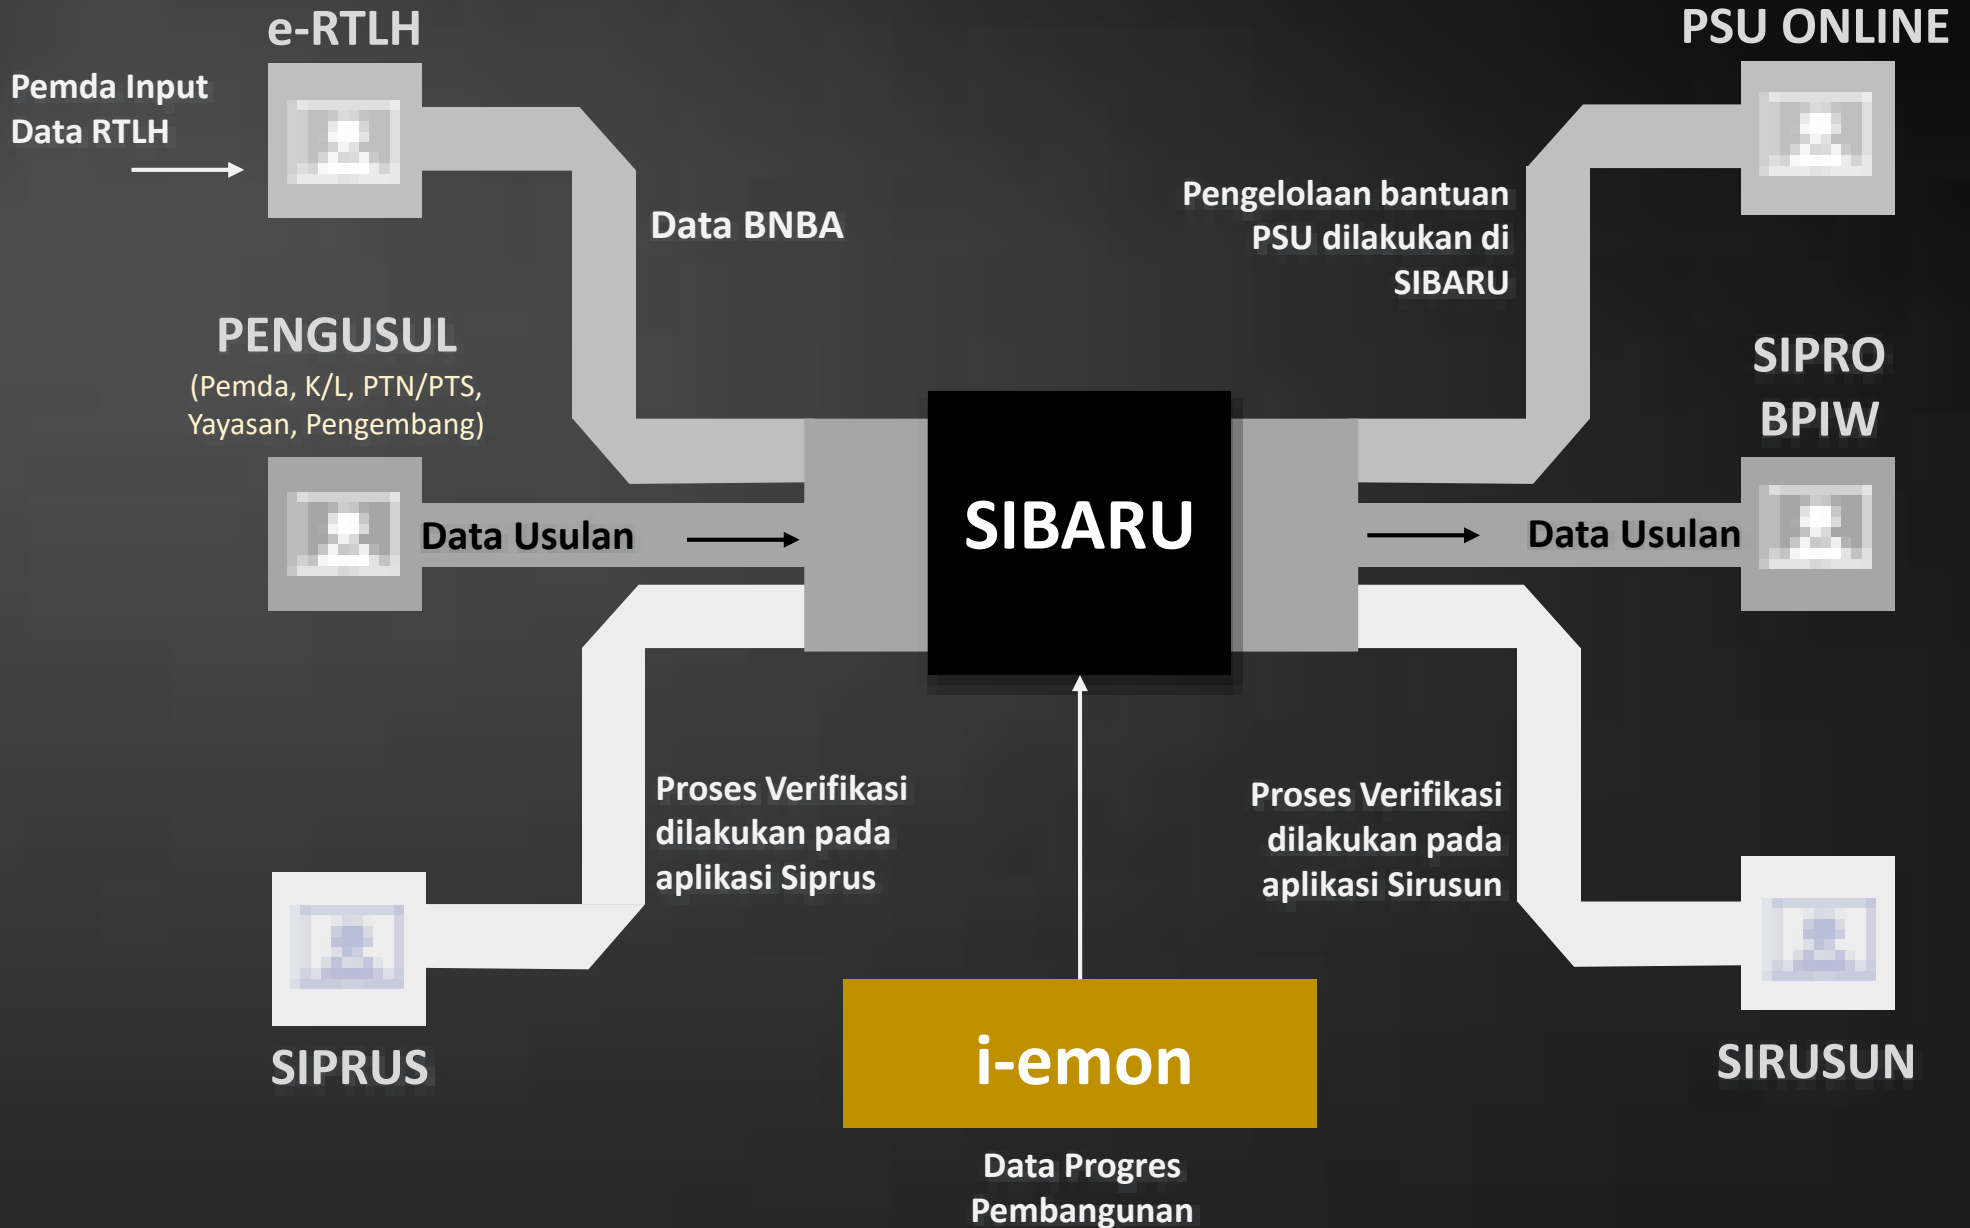 e-RTLH
Pemda Input
Data RTLH
Data BNBA
PENGUSUL
(Pemda, K/L, PTN/PTS,
Yayasan, Pengembang)
Data Usulan
SIPRUS
Proses Verifikasi
dilakukan pada
aplikasi Siprus
SIBARU
i-emon
Data Progres
Pembangunan
PSU ONLINE
Pengelolaan bantuan
PSU dilakukan di
SIBARU
SIPRO
BPIW
Data Usulan
Proses Verifikasi
dilakukan pada
aplikasi Sirusun
SIRUSUN